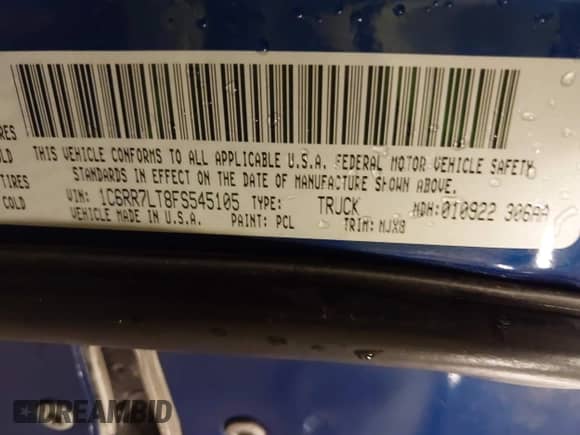 IRES
OLD
THIS VEHICLE CONFORMS TO ALL APPLICABLE U.S.A. FEDERAL MOTOR VEHICLE SAFETY
STANDARDS IN EFFECT ON THE DATE OF MANUFACTURE SHOWN ABOVE.
TIRES
COLD
VIN: 1C6RR7LT8FS545105 TYPE: TRUCK MDH: 010922 306AA
VEHICLE MADE IN U.S.A. PAINT: PCL TRIM: MJX8
DREAMBID